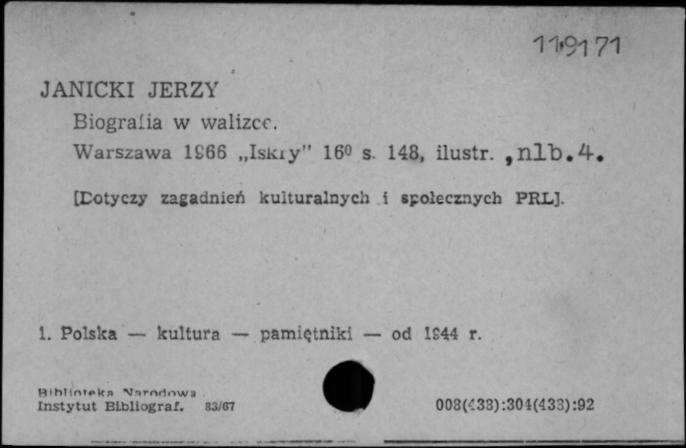 119171
JANICKI JERZY
Biografia w walizce.
Warszawa 1966 „Iskry" 16⁰ s. 148, ilustr. , nlb. 4.
[Dotyczy zagadnień kulturalnych i społecznych PRL].
1. Polska — kultura — pamiętniki — od 1944 r.
Biblioteka Narodowa
Instytut Bibliograf. 83/67
008(438):304(438):92